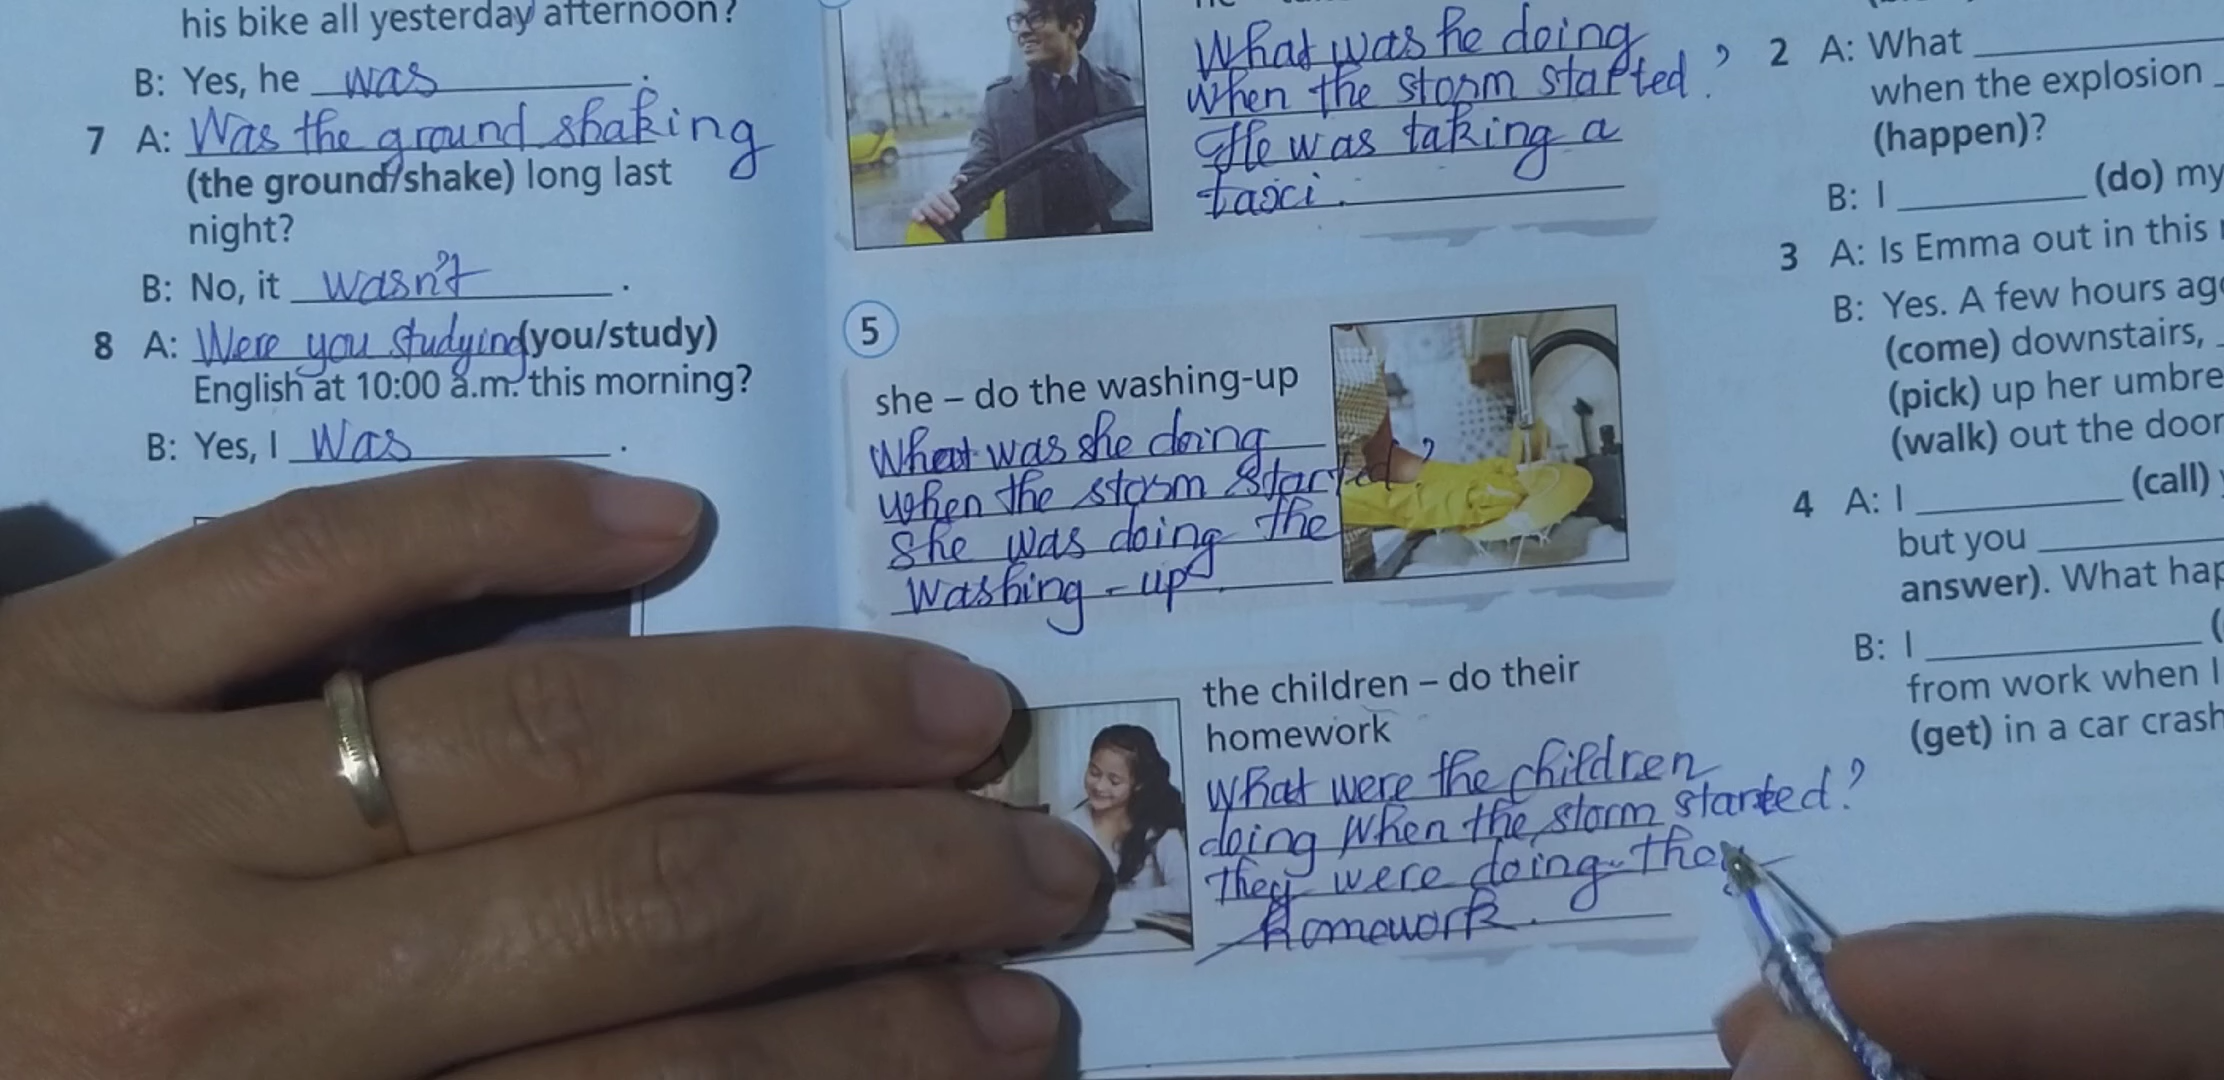 his bike all yesterday afternoon?
B: Yes, he was.
7 A: Was the ground shaking
(the ground/shake) long last
night?
B: No, it wasn't.
8 A: Were you studying (you/study)
English at 10:00 a.m. this morning?
B: Yes, I was.
What was he doing
when the storm started?
He was taking a
taxi.
5
she – do the washing-up
What was she doing
when the storm started?
She was doing the
washing-up.
the children – do their
homework
What were the children
doing when the storm started?
They were doing
homework.
2 A: What
when the explosion
(happen)?
B: I (do) my
3 A: Is Emma out in this
B: Yes. A few hours
(come) downstairs,
(pick) up her
(walk) out the door
4 A: I (call)
but you
answer). What
B: I (
from work when I
(get) in a car crash